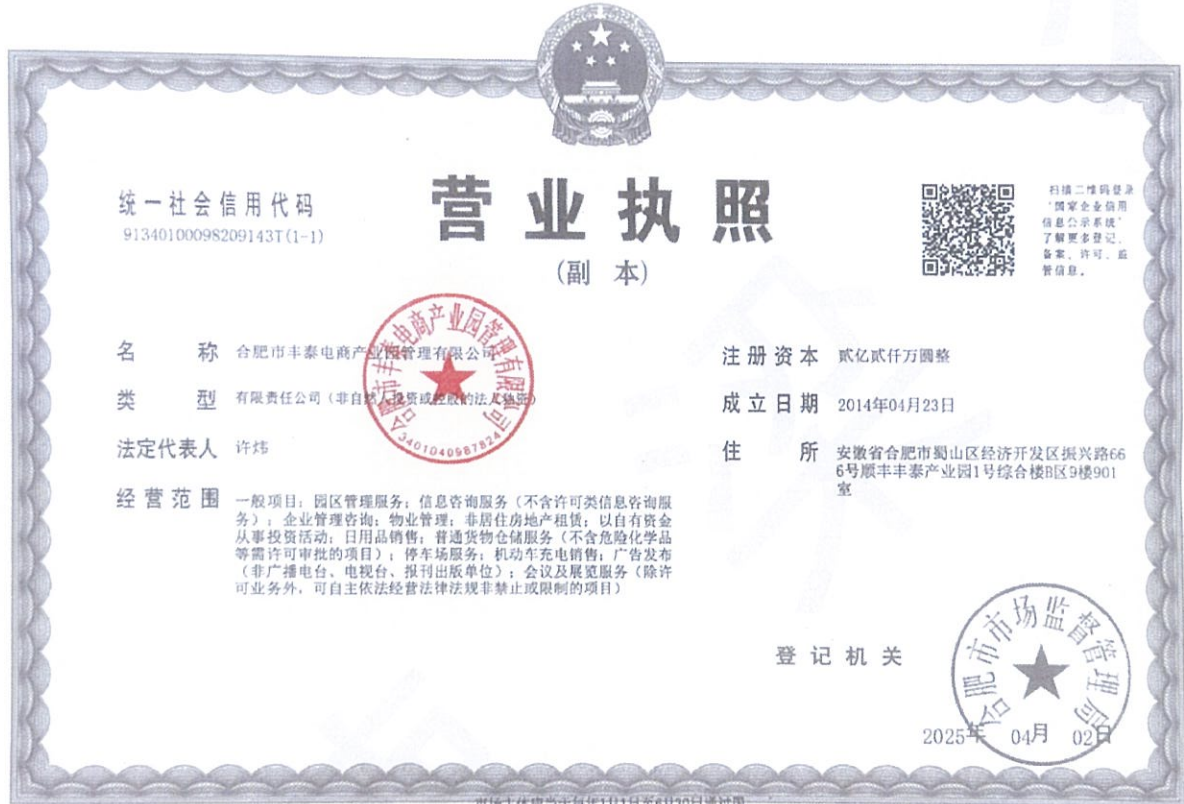 统一社会信用代码
91340100098209143T(1-1)
营业执照
（副 本）
扫描二维码登录
‘国家企业信用
信息公示系统’
了解更多登记、
备案、许可、监
管信息。
名 称 合肥市丰泰电商产业园管理有限公司
类 型 有限责任公司（非自然人投资或控股的法人独资）
法定代表人 许炜
经营范围 一般项目：园区管理服务；信息咨询服务（不含许可类信息咨询服
务）；企业管理咨询；物业管理；非居住房地产租赁；以自有资金
从事投资活动；日用品销售；普通货物仓储服务（不含危险化学品
等需许可审批的项目）；停车场服务；机动车充电销售；广告发布
（非广播电台、电视台、报刊出版单位）；会议及展览服务（除许
可业务外，可自主依法经营法律法规非禁止或限制的项目）
注册资本 贰亿贰仟万圆整
成立日期 2014年04月23日
住 所 安徽省合肥市蜀山区经济开发区振兴路66
6号顺丰丰泰产业园1号综合楼B区9楼901
室
合肥市丰泰电商产业园管理有限公司
3401040987824
登记机关
合肥市市场监督管理局
2025年 04月 02日